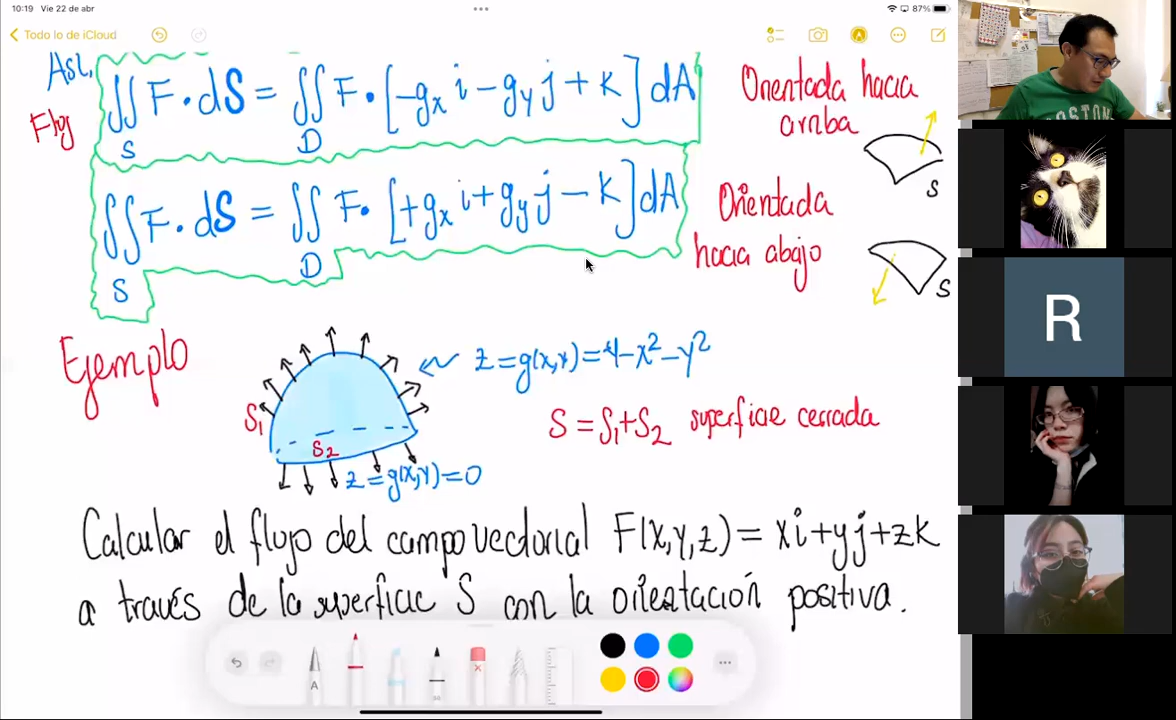 10:19 Vie 22 de abr
87%
Todo lo de iCloud
Así,
Flujo
∬ F·dS = ∬ F·[-gx i - gy j + k] dA
S D
Orientada hacia
arriba
S
∬ F·dS = ∬ F·[+gx i + gy j - k] dA
S D
Orientada
hacia abajo
S
Ejemplo
z = g(x,y) = 4-x²-y²
S1
S = S1+S2 superficie cerrada
S2
z = g(x,y) = 0
Calcular el flujo del campo vectorial F(x,y,z) = xi+yj+zk
a través de la superficie S con la orientación positiva.
A
BOSTON
R